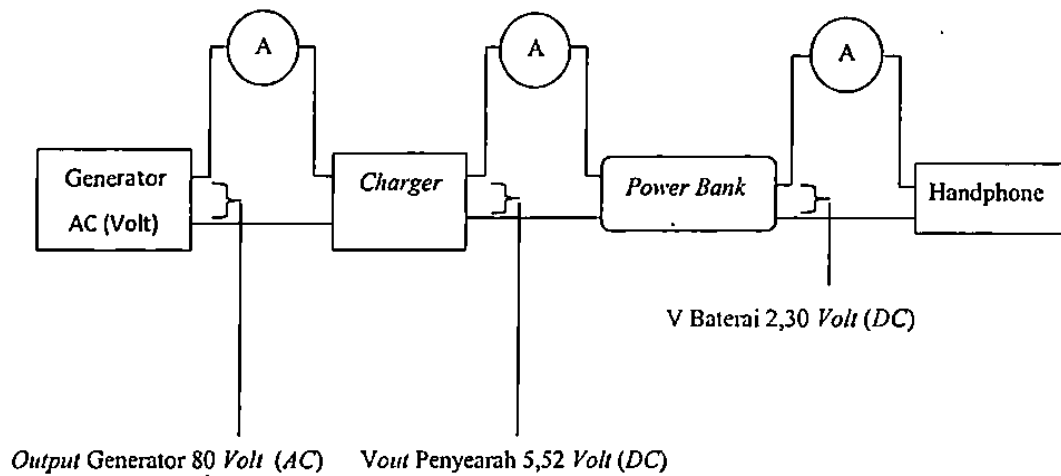 A
A
A
Generator
AC (Volt)
Charger
Power Bank
Handphone
V Baterai 2,30 Volt (DC)
Output Generator 80 Volt (AC)
Vout Penyearah 5,52 Volt (DC)